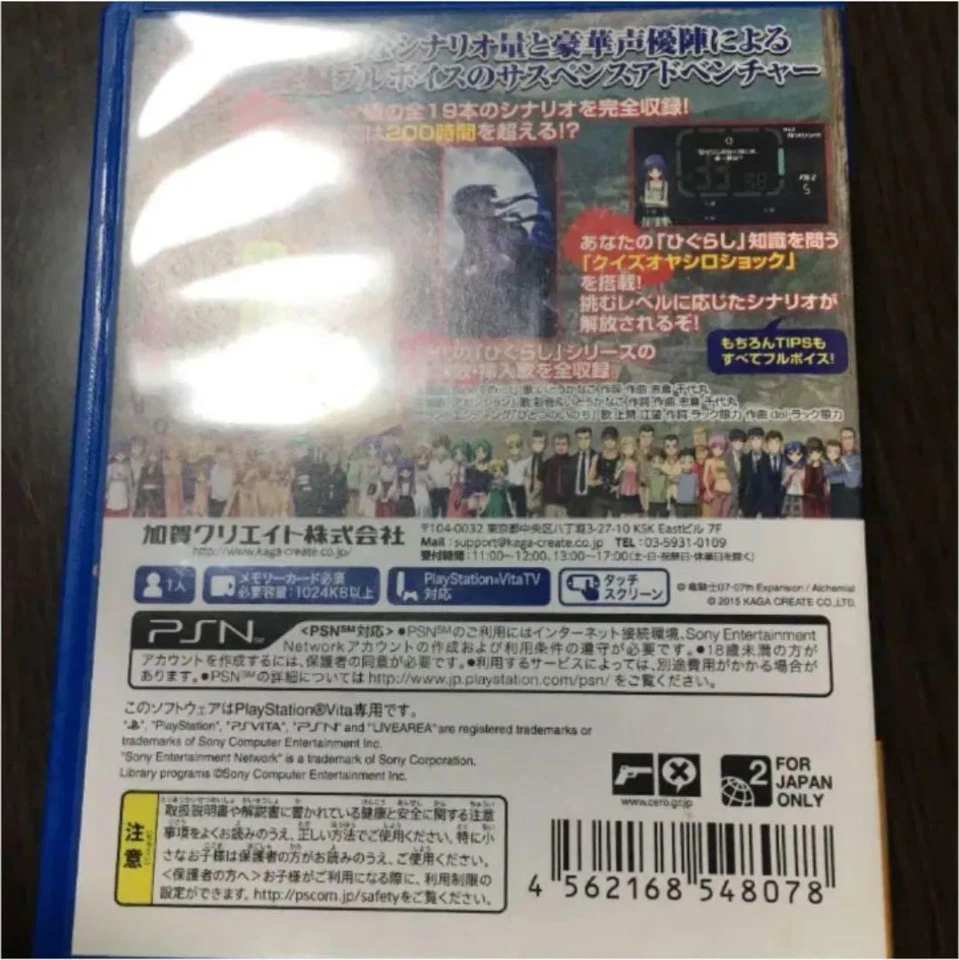 シナリオ量と豪華声優陣による
フルボイスのサスペンスアドベンチャー
の全19本のシナリオを完全収録!
200時間を超える!?
あなたの「ひぐらし」知識を問う
「クイズオヤシロショック」
を搭載!
挑むレベルに応じたシナリオが
解放されるぞ!
もちろんTIPSも
すべてフルボイス!
の「ひぐらし」シリーズの
挿入歌を全収録
加賀クリエイト株式会社
http://www.kaga-create.co.jp/
〒104-0032 東京都中央区八丁堀3-27-10 KSK Eastビル 7F
Mail : support@kaga-create.co.jp TEL : 03-5931-0109
受付時間 : 11:00~12:00, 13:00~17:00(土・日・祝祭日・休業日を除く)
1人
メモリーカード必須
必要容量:1024KB以上
PlayStation®VitaTV
対応
タッチ
スクリーン
© 竜騎士07・07th Expansion / Alchemist
© 2015 KAGA CREATE CO.,LTD.
PSN™ <PSN℠対応> ●PSN℠のご利用にはインターネット接続環境、Sony Entertainment
Networkアカウントの作成および利用条件の遵守が必要です。●18歳未満の方が
アカウントを作成するには、保護者の同意が必要です。●利用するサービスによっては、別途費用がかかる場合が
あります。●PSN℠の詳細については http://www.jp.playstation.com/psn/ をご覧ください。
このソフトウェアはPlayStation®Vita専用です。
"PlayStation", "PSVITA", "PSN" and "LIVEAREA" are registered trademarks or
trademarks of Sony Computer Entertainment Inc.
"Sony Entertainment Network" is a trademark of Sony Corporation.
Library programs ©Sony Computer Entertainment Inc.
www.cero.gr.jp
2
FOR
JAPAN
ONLY
注意
取扱説明書や解説書に書かれている健康と安全に関する注意
事項をよくお読みのうえ、正しい方法でご使用ください。特に小
さなお子様は保護者の方がお読みのうえ、ご使用ください。
<保護者の方へ>お子様がご利用になる際に、利用制限の
設定ができます。http://pscom.jp/safetyをご覧ください。
4 562168 548078